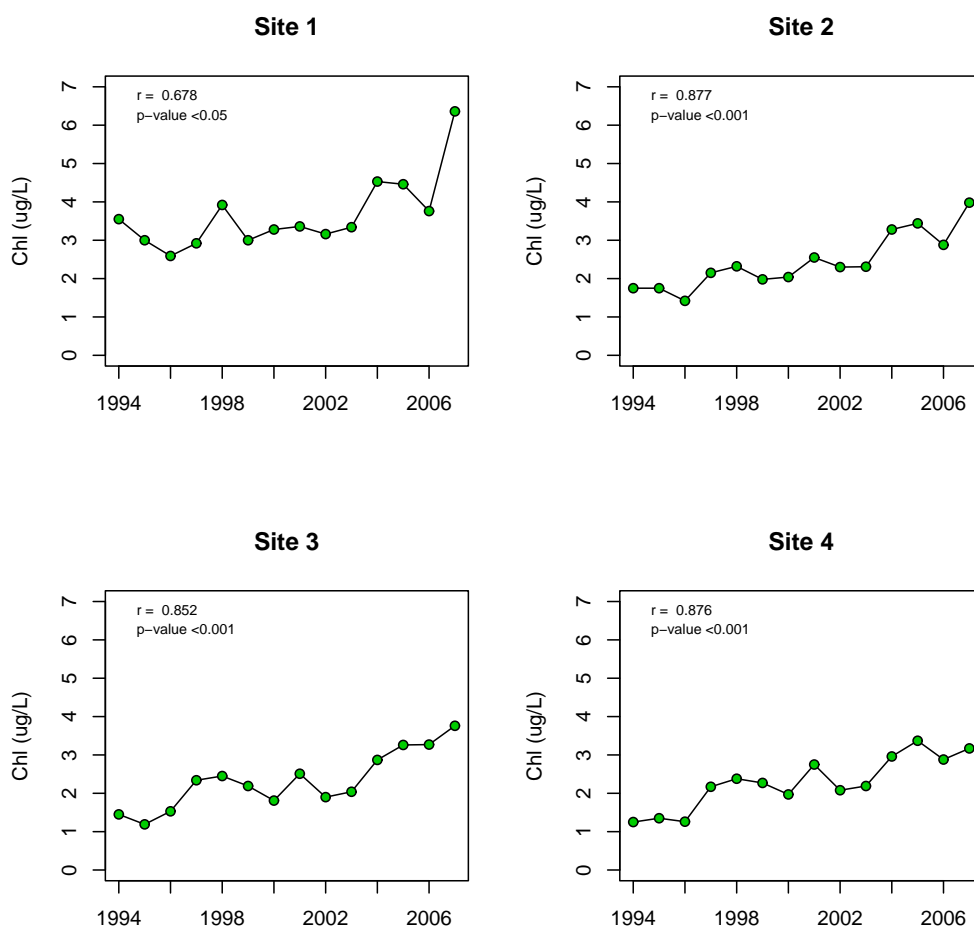 Site 1
r = 0.678
p−value <0.05
Chl (ug/L)
7
6
5
4
3
2
1
0
1994 1998 2002 2006
Site 2
r = 0.877
p−value <0.001
Chl (ug/L)
7
6
5
4
3
2
1
0
1994 1998 2002 2006
Site 3
r = 0.852
p−value <0.001
Chl (ug/L)
7
6
5
4
3
2
1
0
1994 1998 2002 2006
Site 4
r = 0.876
p−value <0.001
Chl (ug/L)
7
6
5
4
3
2
1
0
1994 1998 2002 2006